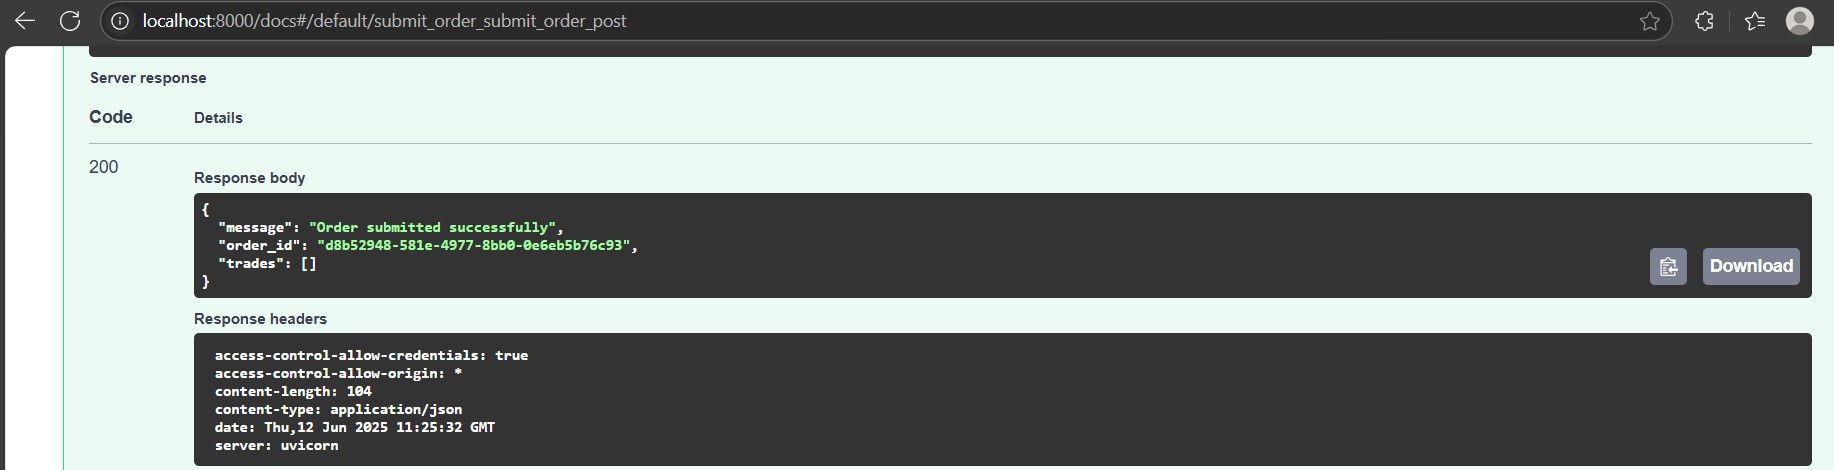 localhost:8000/docs#/default/submit_order_submit_order_post
Server response
Code Details
200
Response body
{
  "message": "Order submitted successfully",
  "order_id": "d8b52948-581e-4977-8bb0-0e6eb5b76c93",
  "trades": []
}
Download
Response headers
access-control-allow-credentials: true
access-control-allow-origin: *
content-length: 104
content-type: application/json
date: Thu,12 Jun 2025 11:25:32 GMT
server: uvicorn